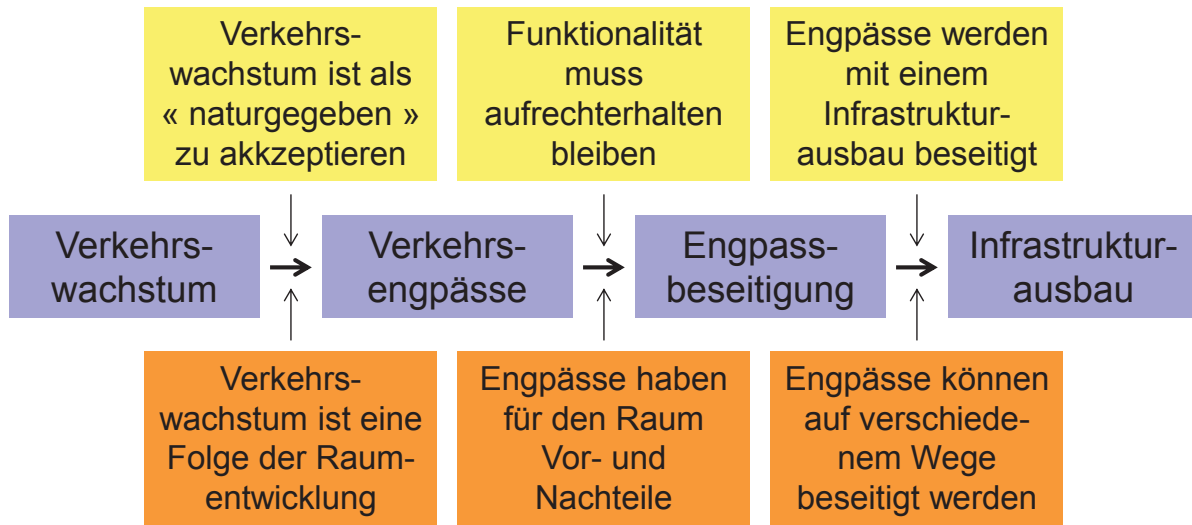 Verkehrs-
wachstum ist als
« naturgegeben »
zu akkzeptieren
Funktionalität
muss
aufrechterhalten
bleiben
Engpässe werden
mit einem
Infrastruktur-
ausbau beseitigt
Verkehrs-
wachstum
Verkehrs-
engpässe
Engpass-
beseitigung
Infrastruktur-
ausbau
Verkehrs-
wachstum ist eine
Folge der Raum-
entwicklung
Engpässe haben
für den Raum
Vor- und
Nachteile
Engpässe können
auf verschiede-
nem Wege
beseitigt werden